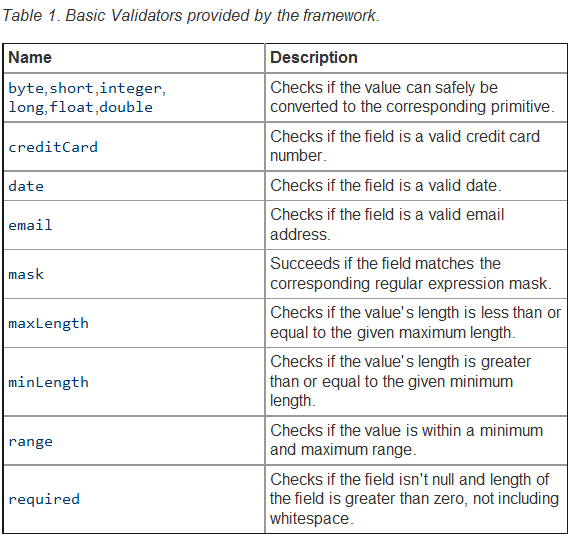 Table 1. Basic Validators provided by the framework.
Name Description
byte,short,integer,
long,float,double
Checks if the value can safely be
converted to the corresponding primitive.
creditCard
Checks if the field is a valid credit card
number.
date
Checks if the field is a valid date.
email
Checks if the field is a valid email
address.
mask
Succeeds if the field matches the
corresponding regular expression mask.
maxLength
Checks if the value's length is less than or
equal to the given maximum length.
minLength
Checks if the value's length is greater
than or equal to the given minimum
length.
range
Checks if the value is within a minimum
and maximum range.
required
Checks if the field isn't null and length of
the field is greater than zero, not including
whitespace.